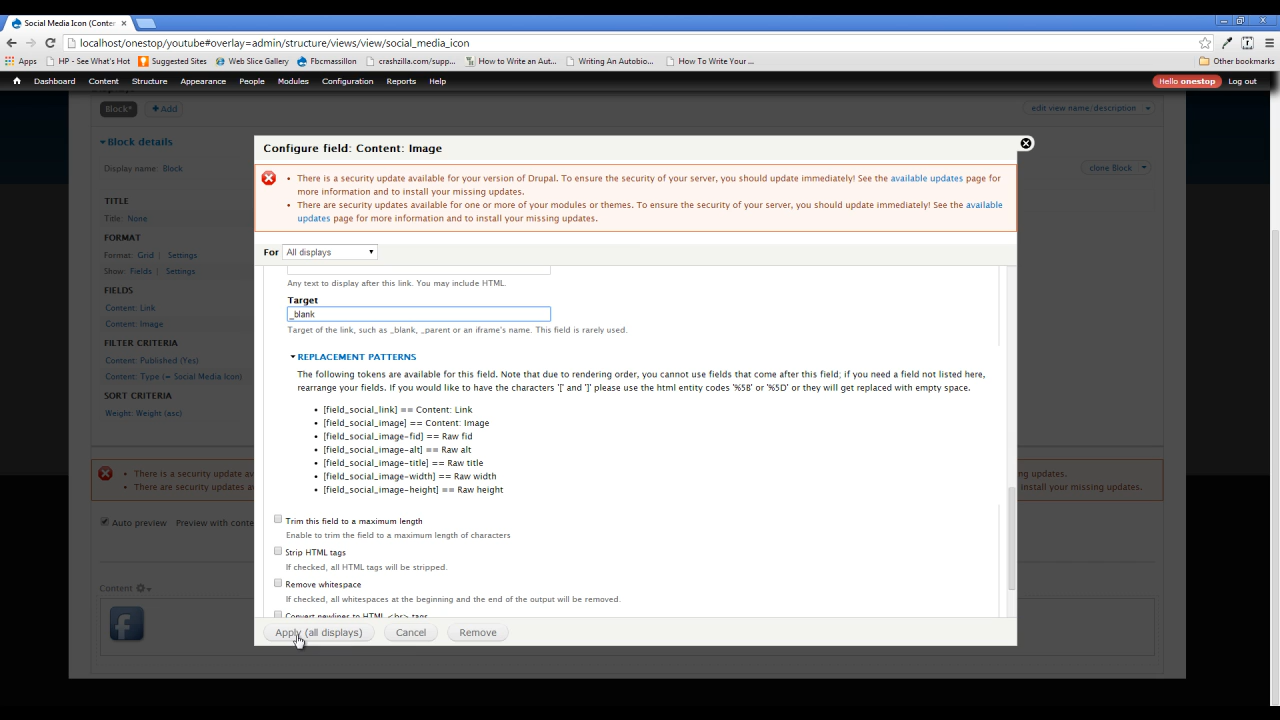 Social Media Icon (Conte
localhost/onestop/youtube#overlay=admin/structure/views/view/social_media_icon
Apps HP - See What's Hot Suggested Sites Web Slice Gallery Fbcmassillon crashzilla.com/supp... How to Write an Aut... Writing An Autobio... How To Write Your ... Other bookmarks
Dashboard Content Structure Appearance People Modules Configuration Reports Help Hello onestop Log out
Block* +Add edit view name/description
Block details
Display name: Block clone Block
TITLE
Title: None
FORMAT
Format: Grid | Settings
Show: Fields | Settings
FIELDS
Content: Link
Content: Image
FILTER CRITERIA
Content: Published (Yes)
Content: Type (= Social Media Icon)
SORT CRITERIA
Weight: Weight (asc)
There is a security update av ng updates.
There are security updates av install your missing updates.
Auto preview Preview with conte
Content
Configure field: Content: Image
There is a security update available for your version of Drupal. To ensure the security of your server, you should update immediately! See the available updates page for
more information and to install your missing updates.
There are security updates available for one or more of your modules or themes. To ensure the security of your server, you should update immediately! See the available
updates page for more information and to install your missing updates.
For All displays
Any text to display after this link. You may include HTML.
Target
_blank
Target of the link, such as _blank, _parent or an iframe's name. This field is rarely used.
REPLACEMENT PATTERNS
The following tokens are available for this field. Note that due to rendering order, you cannot use fields that come after this field; if you need a field not listed here,
rearrange your fields. If you would like to have the characters '[' and ']' please use the html entity codes '%5B' or '%5D' or they will get replaced with empty space.
[field_social_link] == Content: Link
[field_social_image] == Content: Image
[field_social_image-fid] == Raw fid
[field_social_image-alt] == Raw alt
[field_social_image-title] == Raw title
[field_social_image-width] == Raw width
[field_social_image-height] == Raw height
Trim this field to a maximum length
Enable to trim the field to a maximum length of characters
Strip HTML tags
If checked, all HTML tags will be stripped.
Remove whitespace
If checked, all whitespaces at the beginning and the end of the output will be removed.
Convert newlines to HTML <br> tags
Apply (all displays) Cancel Remove